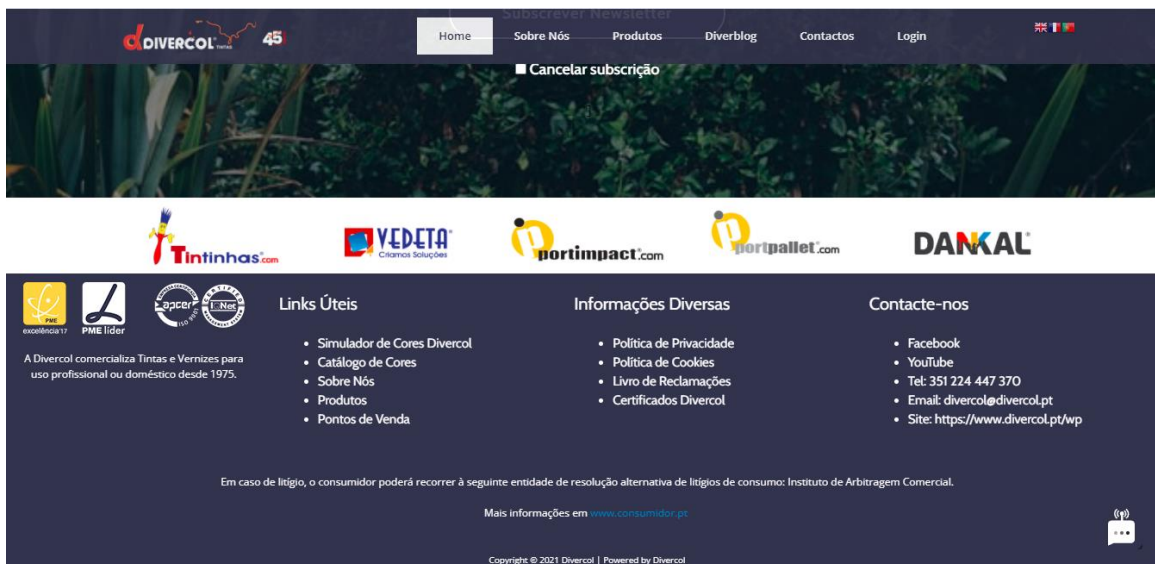 Subscrever Newsletter
DIVERCOL TINTAS 45
Home Sobre Nós Produtos Diverblog Contactos Login
Cancelar subscrição
Tintinhas.com
VEDETA
Criamos Soluções
portimpact.com
portpallet.com
DANKAL
PME
excelência'17
PME líder
apcer
ISO 9001
IQNet
CERTIFIED
Links Úteis
Simulador de Cores Divercol
Catálogo de Cores
Sobre Nós
Produtos
Pontos de Venda
Informações Diversas
Política de Privacidade
Política de Cookies
Livro de Reclamações
Certificados Divercol
Contacte-nos
Facebook
YouTube
Tel: 351 224 447 370
Email: divercol@divercol.pt
Site: https://www.divercol.pt/wp
A Divercol comercializa Tintas e Vernizes para
uso profissional ou doméstico desde 1975.
Em caso de litígio, o consumidor poderá recorrer à seguinte entidade de resolução alternativa de litígios de consumo: Instituto de Arbitragem Comercial.
Mais informações em www.consumidor.pt
Copyright © 2021 Divercol | Powered by Divercol